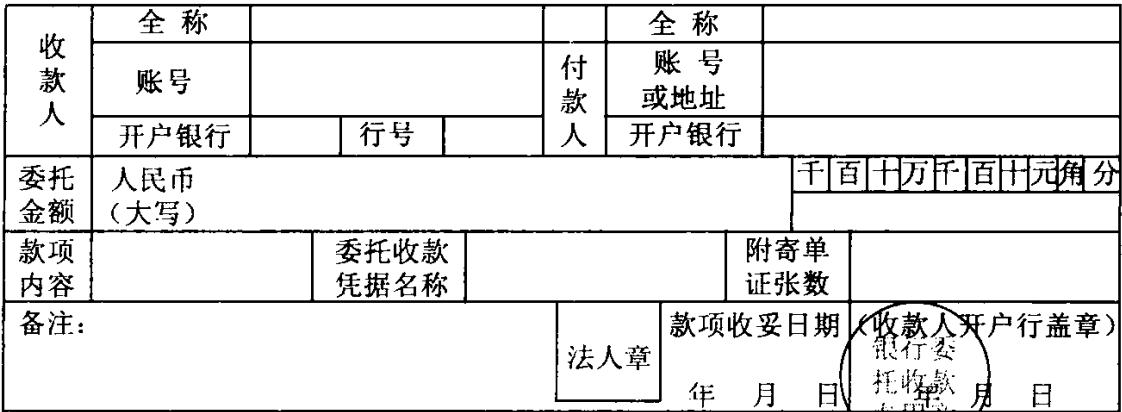 收款人
全 称
账号
开户银行
行号
付款人
全 称
账 号
或地址
开户银行
委托
金额
人民币
（大写）
千百十万千百十元角分
款项
内容
委托收款
凭据名称
附寄单
证张数
备注：
法人章
款项收妥日期
年 月 日
（收款人开户行盖章）
年 月 日
银行委
托收款